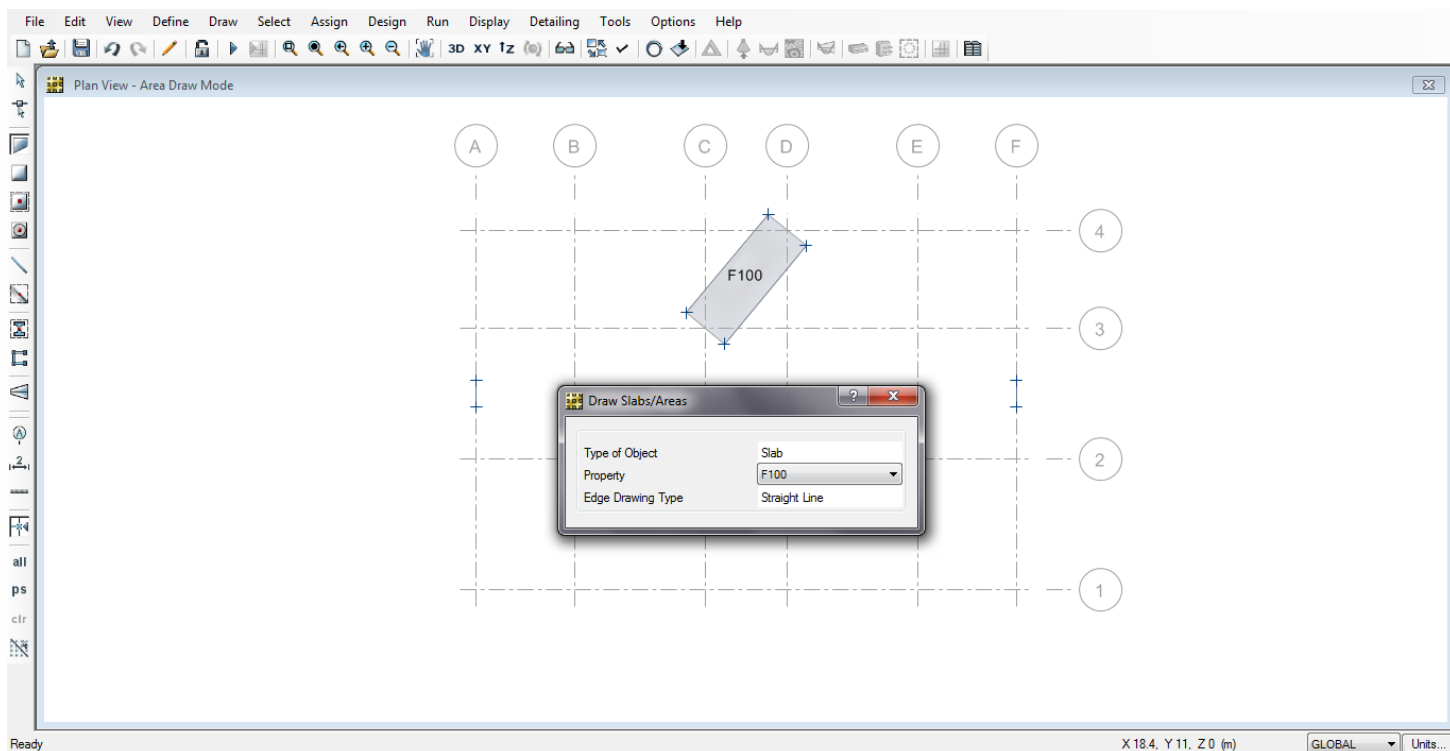 File Edit View Define Draw Select Assign Design Run Display Detailing Tools Options Help
3D XY 1Z
Plan View - Area Draw Mode
A B C D E F
4
F100
3
Draw Slabs/Areas
?
Type of Object Slab
Property F100
Edge Drawing Type Straight Line
2
1
A
2
all
ps
clr
Ready X 18.4, Y 11, Z 0 (m) GLOBAL Units...